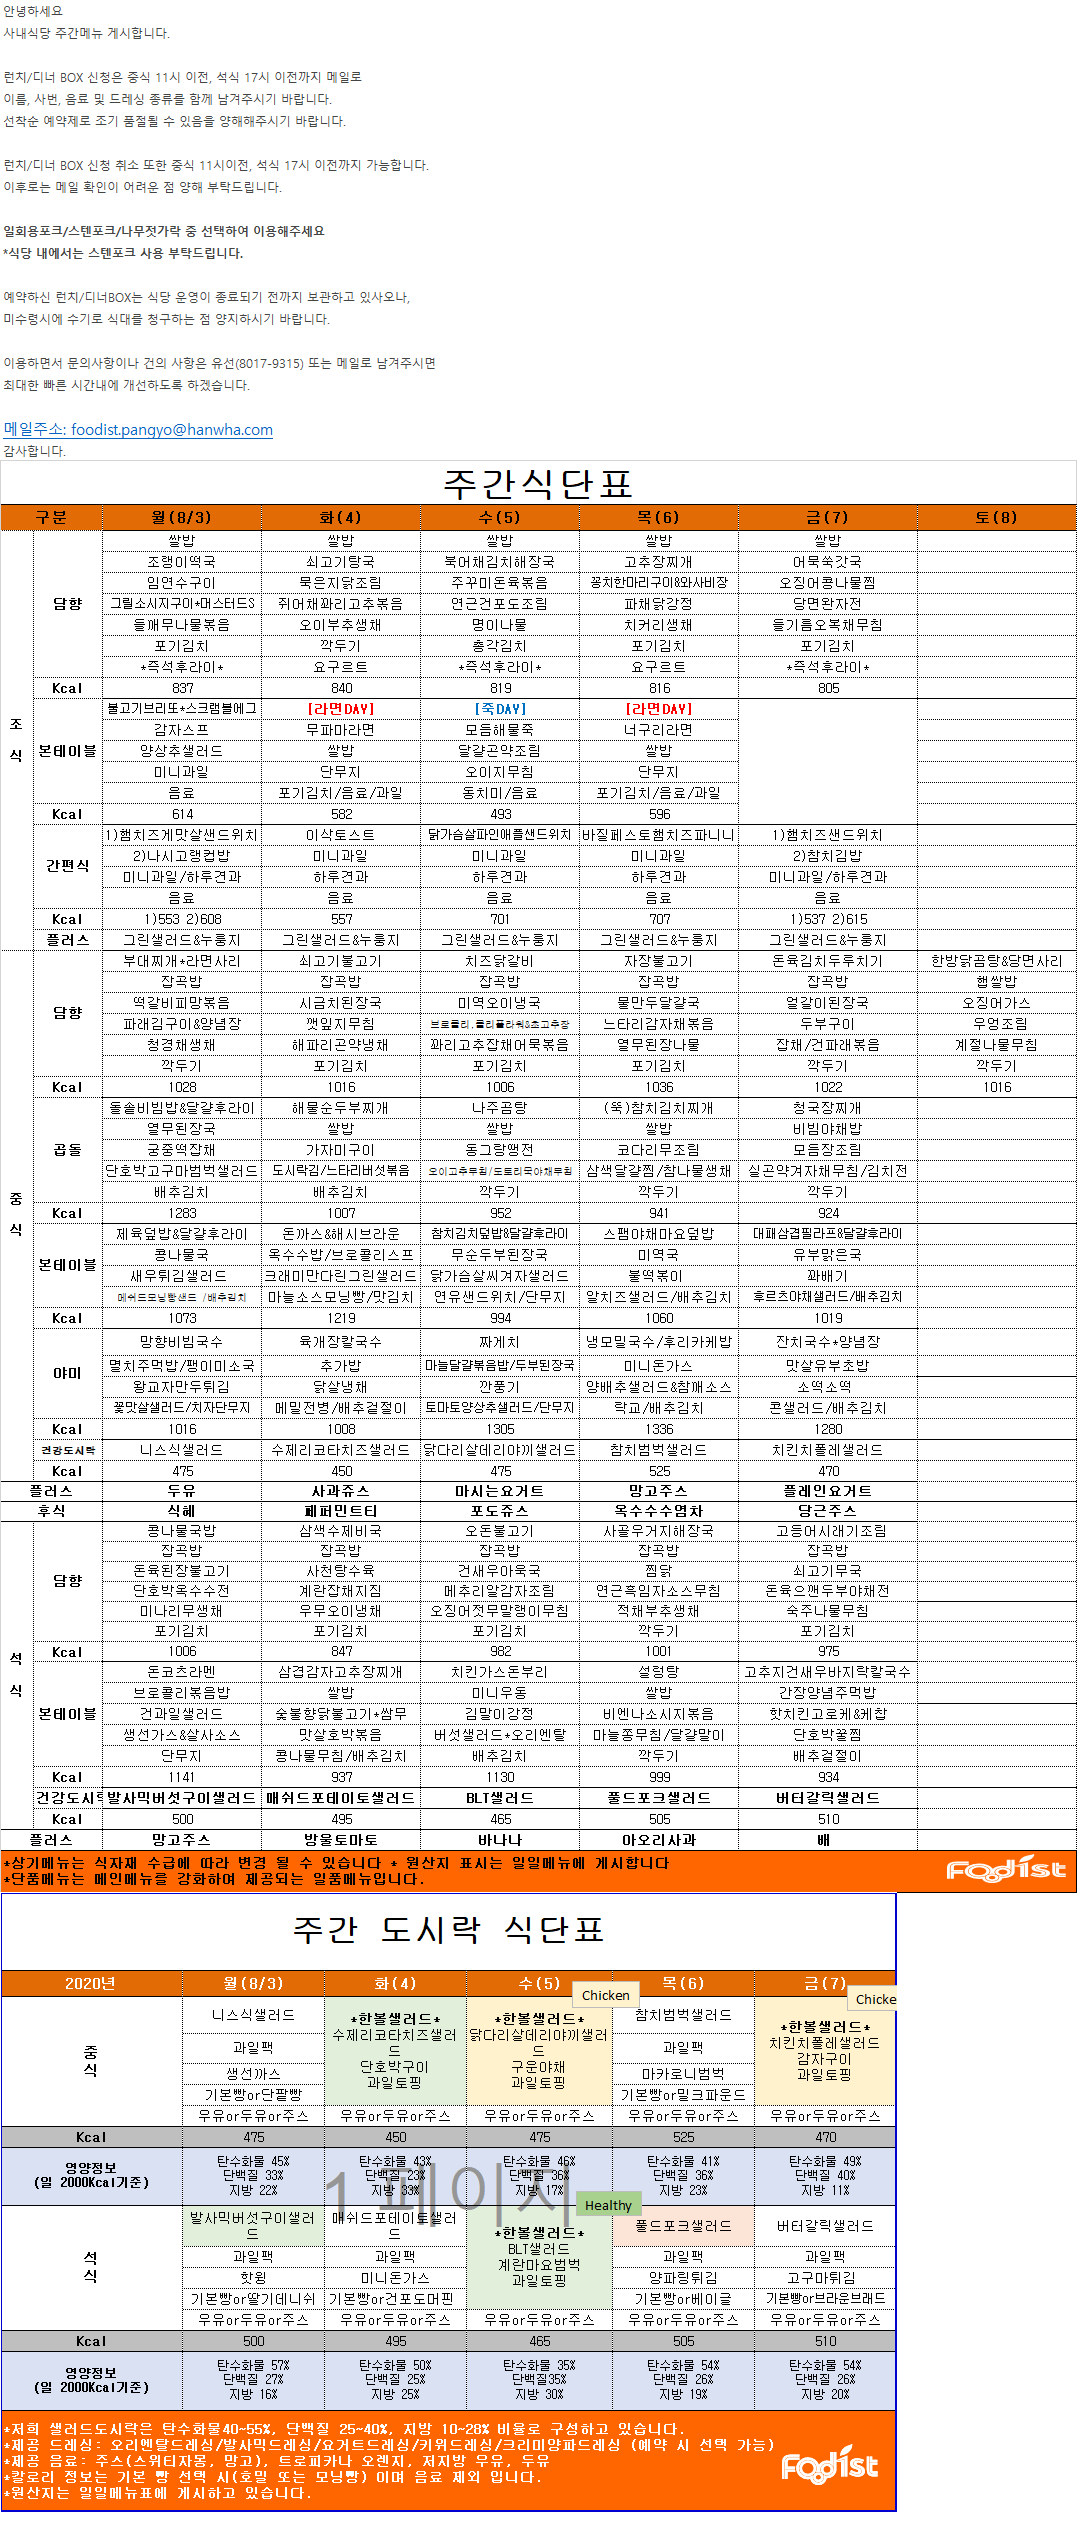 안녕하세요
사내식당 주간메뉴 게시합니다.
런치/디너 BOX 신청은 중식 11시 이전, 석식 17시 이전까지 메일로
이름, 사번, 음료 및 드레싱 종류를 함께 남겨주시기 바랍니다.
선착순 예약제로 조기 품절될 수 있음을 양해해주시기 바랍니다.
런치/디너 BOX 신청 취소 또한 중식 11시이전, 석식 17시 이전까지 가능합니다.
이후로는 메일 확인이 어려운 점 양해 부탁드립니다.
일회용포크/스텐포크/나무젓가락 중 선택하여 이용해주세요
*식당 내에서는 스텐포크 사용 부탁드립니다.
예약하신 런치/디너BOX는 식당 운영이 종료되기 전까지 보관하고 있사오나,
미수령시에 수기로 식대를 청구하는 점 양지하시기 바랍니다.
이용하면서 문의사항이나 건의 사항은 유선(8017-9315) 또는 메일로 남겨주시면
최대한 빠른 시간내에 개선하도록 하겠습니다.
메일주소: foodist.pangyo@hanwha.com
감사합니다.
주간식단표
구분 월(8/3) 화(4) 수(5) 목(6) 금(7) 토(8)
조식
담향
쌀밥 쌀밥 쌀밥 쌀밥 쌀밥
조랭이떡국 쇠고기탕국 북어채김치해장국 고추장찌개 어묵쑥갓국
임연수구이 묵은지닭조림 주꾸미돈육볶음 꽁치한마리구이&와사비장 오징어콩나물찜
그릴소시지구이*머스터드S 쥐어채꽈리고추볶음 연근건포도조림 파채닭강정 당면완자전
들깨무나물볶음 오이부추생채 명이나물 치커리생채 들기름오복채무침
포기김치 깍두기 총각김치 포기김치 포기김치
*즉석후라이* 요구르트 *즉석후라이* 요구르트 *즉석후라이*
Kcal 837 840 819 816 805
본테이블
불고기브리또*스크램블에그 [라면DAY] [죽DAY] [라면DAY]
감자스프 무파마라면 모듬해물죽 너구리라면
양상추샐러드 쌀밥 달걀곤약조림 쌀밥
미니과일 단무지 오이지무침 단무지
음료 포기김치/음료/과일 동치미/음료 포기김치/음료/과일
Kcal 614 582 493 596
간편식
1)햄치즈게맛살샌드위치 이삭토스트 닭가슴살파인애플샌드위치 바질페스토햄치즈파니니 1)햄치즈샌드위치
2)나시고랭컵밥 미니과일 미니과일 미니과일 2)참치김밥
미니과일/하루견과 하루견과 하루견과 하루견과 미니과일/하루견과
음료 음료 음료 음료 음료
Kcal 1)553 2)608 557 701 707 1)537 2)615
플러스 그린샐러드&누룽지 그린샐러드&누룽지 그린샐러드&누룽지 그린샐러드&누룽지 그린샐러드&누룽지
중식
담향
부대찌개*라면사리 쇠고기불고기 치즈닭갈비 자장불고기 돈육김치두루치기 한방닭곰탕&당면사리
잡곡밥 잡곡밥 잡곡밥 잡곡밥 잡곡밥 햅쌀밥
떡갈비피망볶음 시금치된장국 미역오이냉국 물만두달걀국 얼갈이된장국 오징어가스
파래김구이&양념장 깻잎지무침 브로콜리,콜리플라워&초고추장 느타리감자채볶음 두부구이 우엉조림
청경채생채 해파리곤약냉채 꽈리고추잡채어묵볶음 열무된장나물 잡채/건파래볶음 계절나물무침
깍두기 포기김치 포기김치 포기김치 깍두기 깍두기
Kcal 1028 1016 1006 1036 1022 1016
곱돌
돌솥비빔밥&달걀후라이 해물순두부찌개 나주곰탕 (뚝)참치김치찌개 청국장찌개
열무된장국 쌀밥 쌀밥 쌀밥 비빔야채밥
궁중떡잡채 가자미구이 동그랑땡전 코다리무조림 모듬장조림
단호박고구마범벅샐러드 도시락김/느타리버섯볶음 오이고추무침/도토리묵야채무침 삼색달걀찜/참나물생채 실곤약겨자채무침/김치전
배추김치 배추김치 깍두기 깍두기 깍두기
Kcal 1283 1007 952 941 924
본테이블
제육덮밥&달걀후라이 돈까스&해시브라운 참치김치덮밥&달걀후라이 스팸야채마요덮밥 대패삼겹필라프&달걀후라이
콩나물국 옥수수밥/브로콜리스프 무순두부된장국 미역국 유부맑은국
새우튀김샐러드 크래미만다린그린샐러드 닭가슴살씨겨자샐러드 불떡볶이 꽈배기
메쉬드모닝빵샌드 /배추김치 마늘소스모닝빵/맛김치 연유샌드위치/단무지 알치즈샐러드/배추김치 후르츠야채샐러드/배추김치
Kcal 1073 1219 994 1060 1019
야미
망향비빔국수 육개장칼국수 짜계치 냉모밀국수/후리카케밥 잔치국수*양념장
멸치주먹밥/팽이미소국 추가밥 마늘달걀볶음밥/두부된장국 미니돈가스 맛살유부초밥
왕교자만두튀김 닭살냉채 깐풍기 양배추샐러드&참깨소스 소떡소떡
꽃맛살샐러드/치자단무지 메밀전병/배추겉절이 토마토양상추샐러드/단무지 락교/배추김치 콘샐러드/배추김치
Kcal 1016 1008 1305 1336 1280
건강도시락 니스식샐러드 수제리코타치즈샐러드 닭다리살데리야끼샐러드 참치범벅샐러드 치킨치폴레샐러드
Kcal 475 450 475 525 470
플러스 두유 사과쥬스 마시는요거트 망고주스 플레인요거트
후식 식혜 페퍼민트티 포도쥬스 옥수수수염차 당근주스
석식
담향
콩나물국밥 삼색수제비국 오돈불고기 사골우거지해장국 고등어시래기조림
잡곡밥 잡곡밥 잡곡밥 잡곡밥 잡곡밥
돈육된장불고기 사천탕수육 건새우아욱국 찜닭 쇠고기무국
단호박옥수수전 계란잡채지짐 메추리알감자조림 연근흑임자소스무침 돈육으깬두부야채전
미나리무생채 우무오이냉채 오징어젓무말랭이무침 적채부추생채 숙주나물무침
포기김치 포기김치 포기김치 깍두기 포기김치
Kcal 1006 847 982 1001 975
본테이블
돈코츠라멘 삼겹감자고추장찌개 치킨가스돈부리 설렁탕 고추지건새우바지락칼국수
브로콜리볶음밥 쌀밥 미니우동 쌀밥 간장양념주먹밥
건과일샐러드 숯불향닭불고기*쌈무 김말이강정 비엔나소시지볶음 핫치킨고로케&케찹
생선가스&살사소스 맛살호박볶음 버섯샐러드*오리엔탈 마늘쫑무침/달걀말이 단호박꿀찜
단무지 콩나물무침/배추김치 배추김치 깍두기 배추겉절이
Kcal 1141 937 1130 999 934
건강도시락 발사믹버섯구이샐러드 매쉬드포테이토샐러드 BLT샐러드 풀드포크샐러드 버터갈릭샐러드
Kcal 500 495 465 505 510
플러스 망고주스 방울토마토 바나나 아오리사과 배
*상기메뉴는 식자재 수급에 따라 변경 될 수 있습니다 * 원산지 표시는 일일메뉴에 게시합니다
*단품메뉴는 메인메뉴를 강화하여 제공되는 일품메뉴입니다.
Foodist
주간 도시락 식단표
2020년 월(8/3) 화(4) 수(5) 목(6) 금(7)
Chicken
Chicke
중식
니스식샐러드 *한볼샐러드* *한볼샐러드* 참치범벅샐러드 *한볼샐러드*
수제리코타치즈샐러드 닭다리살데리야끼샐러드 치킨치폴레샐러드
과일팩 단호박구이 구운야채 과일팩 감자구이
생선까스 과일토핑 과일토핑 마카로니범벅 과일토핑
기본빵or단팥빵 기본빵or밀크파운드
우유or두유or주스 우유or두유or주스 우유or두유or주스 우유or두유or주스 우유or두유or주스
Kcal 475 450 475 525 470
영양정보
(일 2000Kcal기준)
탄수화물 45% 탄수화물 43% 탄수화물 46% 탄수화물 41% 탄수화물 49%
단백질 33% 단백질 23% 단백질 36% 단백질 36% 단백질 40%
지방 22% 지방 33% 지방 17% 지방 23% 지방 11%
1 페이지
Healthy
석식
발사믹버섯구이샐러드 매쉬드포테이토샐러드 *한볼샐러드* 풀드포크샐러드 버터갈릭샐러드
BLT샐러드
과일팩 과일팩 계란마요범벅 과일팩 과일팩
핫윙 미니돈가스 과일토핑 양파링튀김 고구마튀김
기본빵or딸기데니쉬 기본빵or건포도머핀 기본빵or베이글 기본빵or브라운브래드
우유or두유or주스 우유or두유or주스 우유or두유or주스 우유or두유or주스 우유or두유or주스
Kcal 500 495 465 505 510
영양정보
(일 2000Kcal기준)
탄수화물 57% 탄수화물 50% 탄수화물 35% 탄수화물 54% 탄수화물 54%
단백질 27% 단백질 25% 단백질35% 단백질 26% 단백질 26%
지방 16% 지방 25% 지방 30% 지방 19% 지방 20%
*저희 샐러드도시락은 탄수화물40~55%, 단백질 25~40%, 지방 10~28% 비율로 구성하고 있습니다.
*제공 드레싱: 오리엔탈드레싱/발사믹드레싱/요거트드레싱/키위드레싱/크리미양파드레싱 (예약 시 선택 가능)
*제공 음료: 주스(스위티자몽, 망고), 트로피카나 오렌지, 저지방 우유, 두유
*칼로리 정보는 기본 빵 선택 시(호밀 또는 모닝빵) 이며 음료 제외 입니다.
*원산지는 일일메뉴표에 게시하고 있습니다.
Foodist